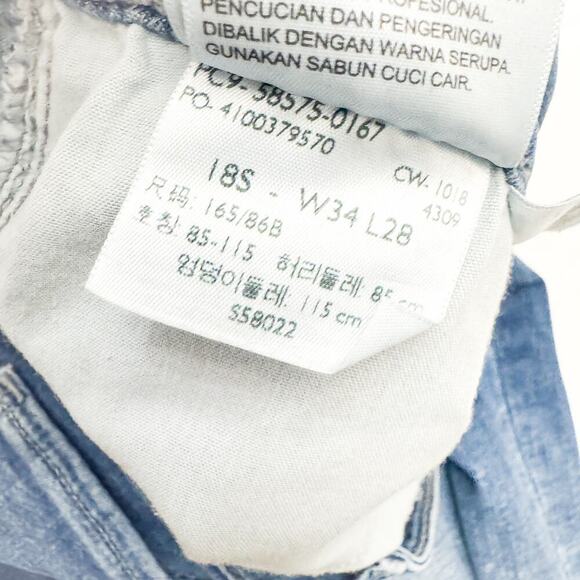 PROFESIONAL.
PENCUCIAN DAN PENGERINGAN
DIBALIK DENGAN WARNA SERUPA.
GUNAKAN SABUN CUCI CAIR.
PC9- 58575-0167
PO- 4100379570
CW- 1018
4309
18S - W34 L28
尺码: 165/86B
호칭: 85-115 허리둘레: 85 cm
엉덩이둘레: 115 cm
S58022